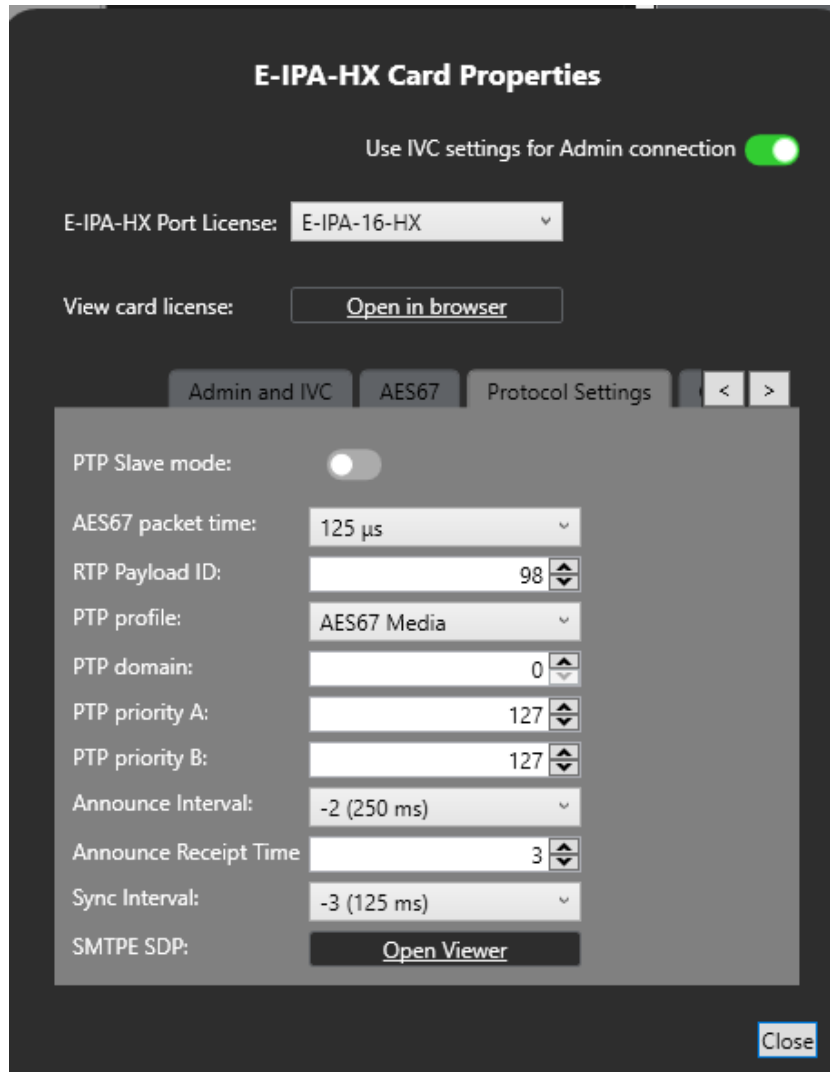 E-IPA-HX Card Properties
Use IVC settings for Admin connection
E-IPA-HX Port License: E-IPA-16-HX
View card license: Open in browser
Admin and IVC AES67 Protocol Settings < >
PTP Slave mode:
AES67 packet time: 125 µs
RTP Payload ID: 98
PTP profile: AES67 Media
PTP domain: 0
PTP priority A: 127
PTP priority B: 127
Announce Interval: -2 (250 ms)
Announce Receipt Time 3
Sync Interval: -3 (125 ms)
SMTPE SDP: Open Viewer
Close